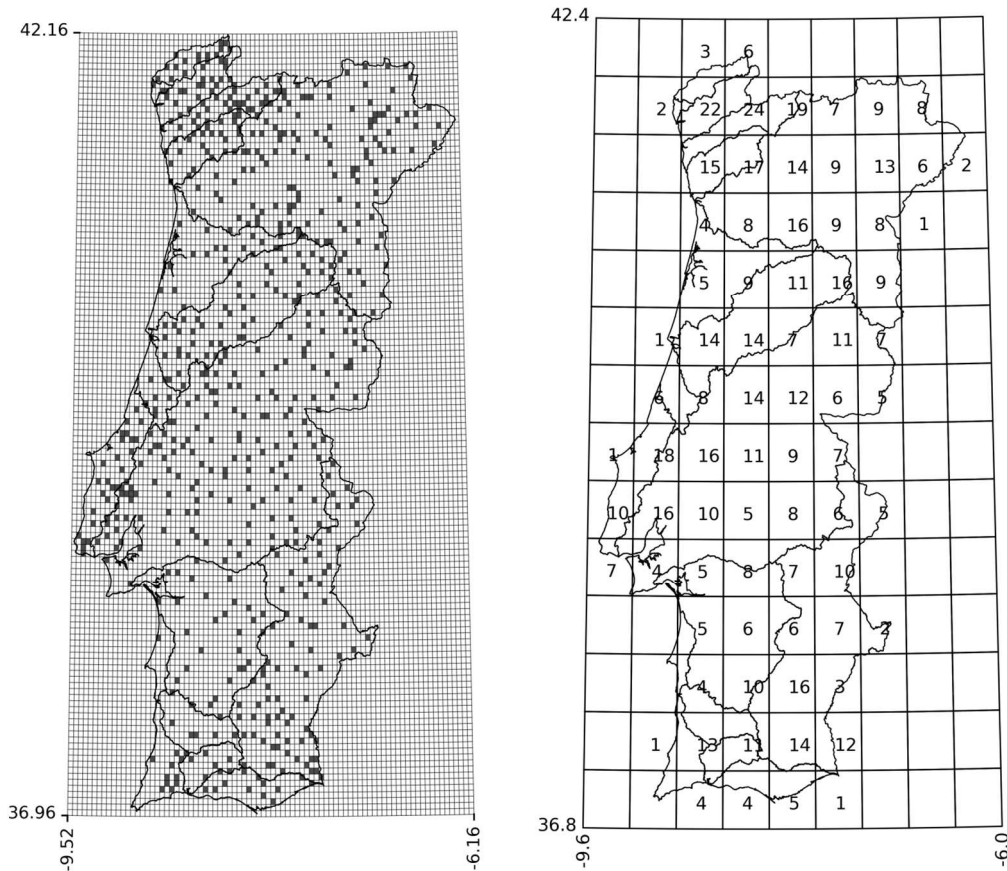 42.16
36.96
-9.52
-6.16
42.4
3 6
2 22 24 19 7 9 8
15 17 14 9 13 6 2
4 8 16 9 8 1
5 9 11 16 9
1 14 14 7 11 7
6 8 14 12 6 5
1 18 16 11 9 7
10 16 10 5 8 6 5
7 4 5 8 7 10
5 6 6 7 2
4 10 16 3
1 13 11 14 12
4 4 5 1
36.8
-9.6
-6.0